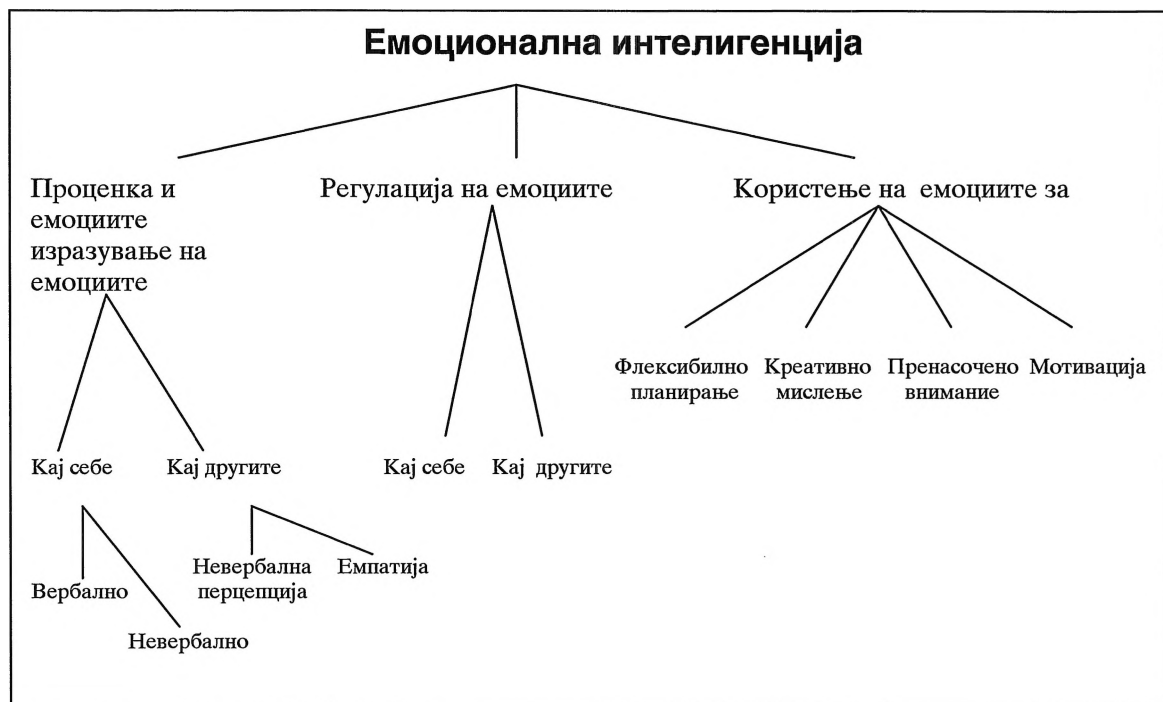 Емоционална интелигенција
Проценка и
емоциите
изразување на
емоциите
Регулација на емоциите
Користење на емоциите за
Флексибилно
планирање
Креативно
мислење
Пренасочено
внимание
Мотивација
Кај себе
Кај другите
Кај себе
Кај другите
Вербално
Невербално
Невербална
перцепција
Емпатија